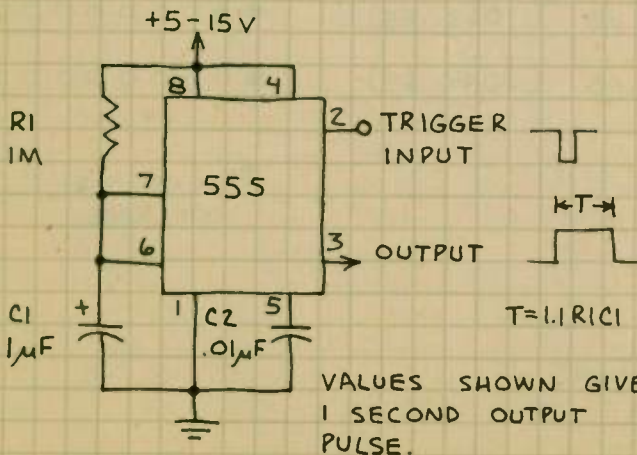 +5-15V
8 4
R1
1M
2 TRIGGER
INPUT
7
555
T
6
3 OUTPUT
C1 +
1µF
1 C2 5
.01µF
T=1.1R1C1
VALUES SHOWN GIVE
1 SECOND OUTPUT
PULSE.